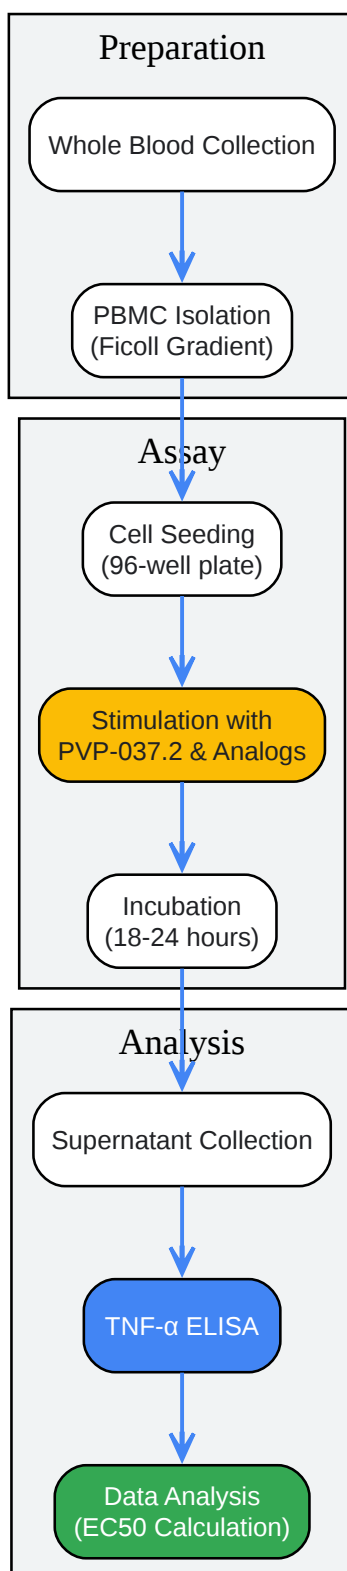 Preparation
Whole Blood Collection
PBMC Isolation
(Ficoll Gradient)
Assay
Cell Seeding
(96-well plate)
Stimulation with
PVP-037.2 & Analogs
Incubation
(18-24 hours)
Analysis
Supernatant Collection
TNF-α ELISA
Data Analysis
(EC50 Calculation)